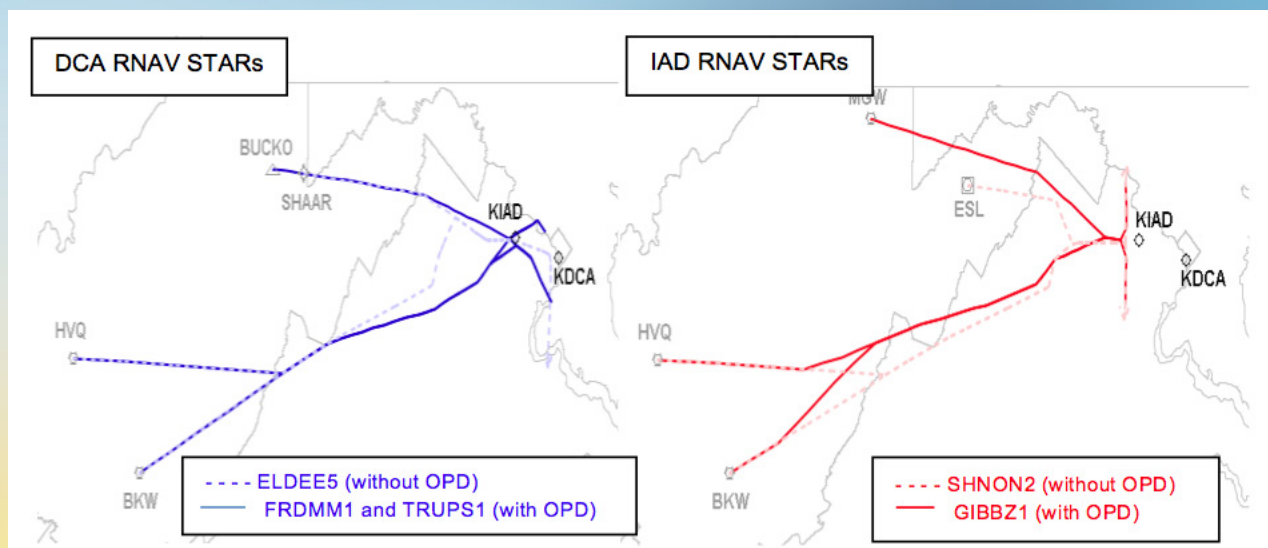 DCA RNAV STARs
BUCKO
SHAAR
KIAD
KDCA
HVQ
BKW
ELDEE5 (without OPD)
FRDMM1 and TRUPS1 (with OPD)
IAD RNAV STARs
MGW
ESL
KIAD
KDCA
HVQ
BKW
SHNON2 (without OPD)
GIBBZ1 (with OPD)